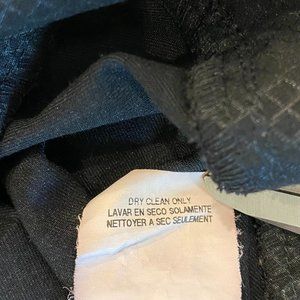 DRY CLEAN ONLY
LAVAR EN SECO SOLAMENTE
NETTOYER A SEC SEULEMENT